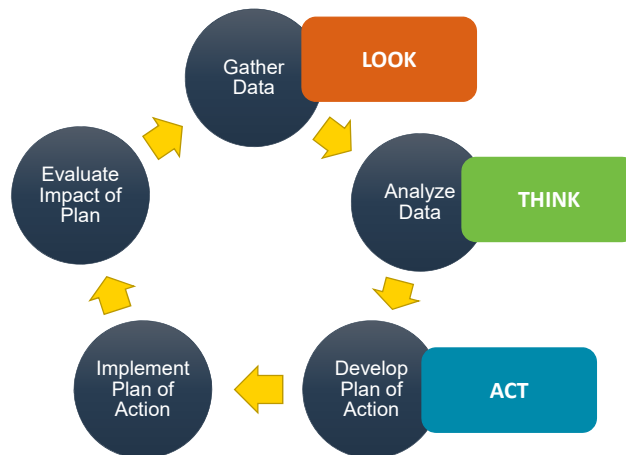 Gather
Data
LOOK
Analyze
Data
THINK
Develop
Plan of
Action
ACT
Implement
Plan of
Action
Evaluate
Impact of
Plan